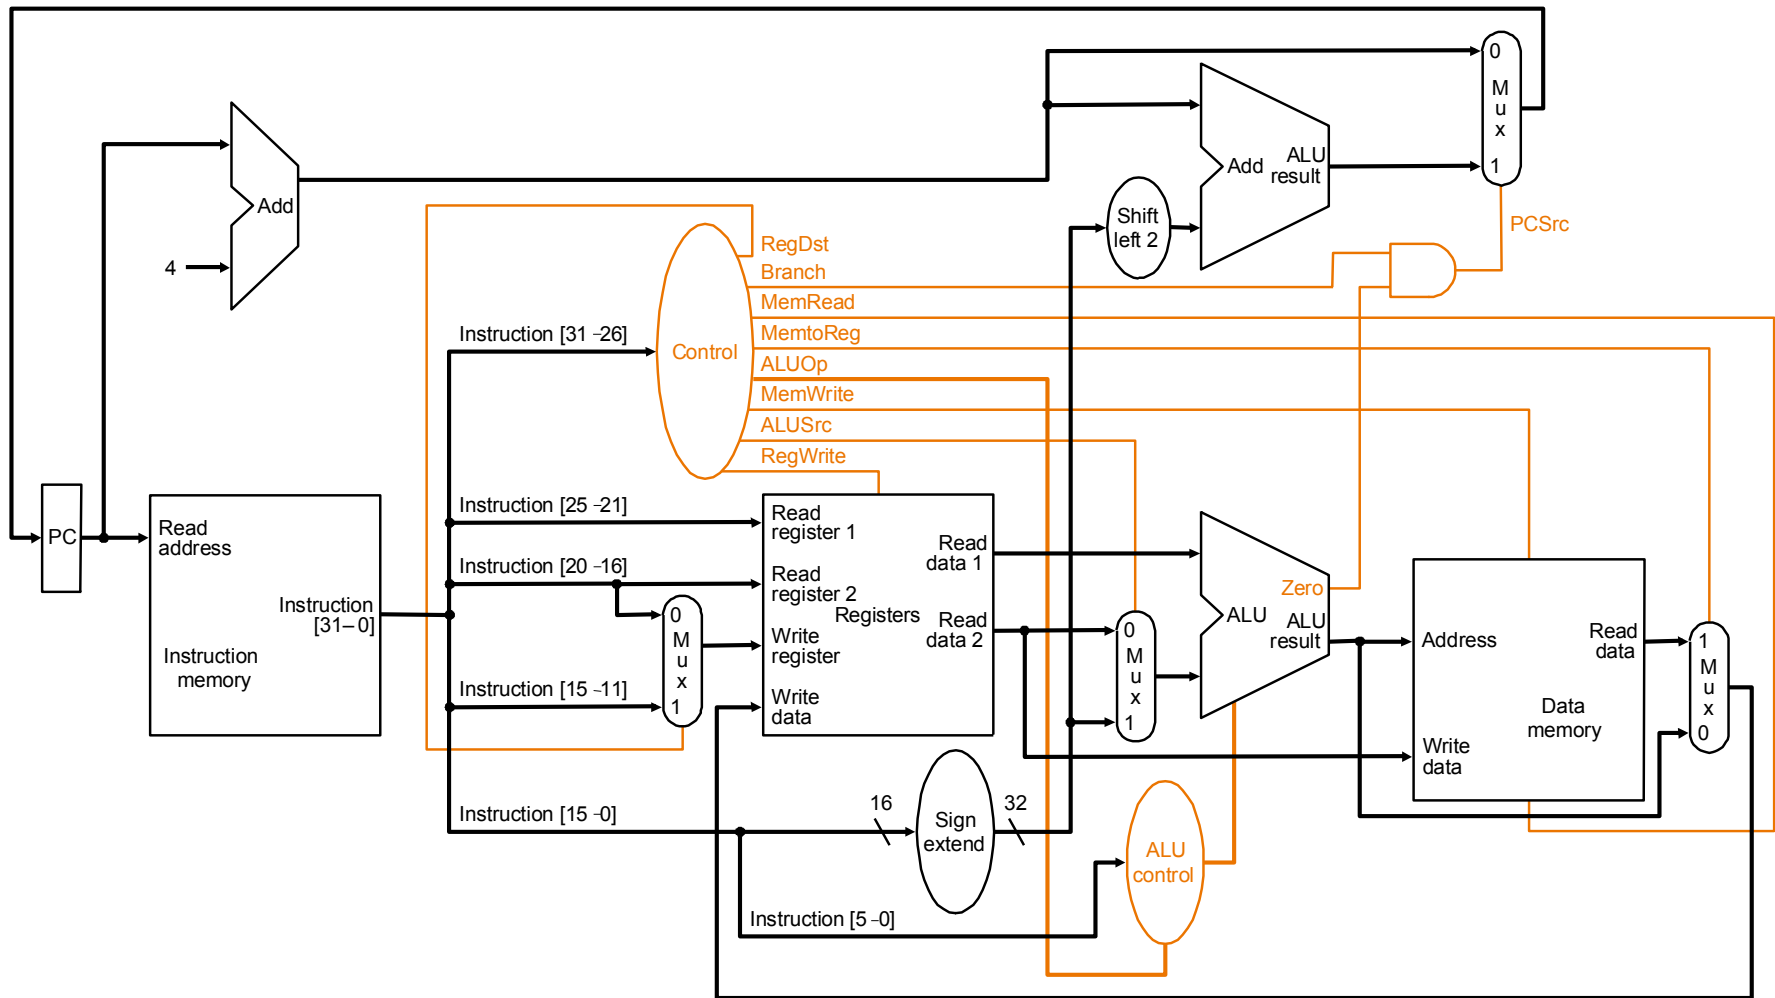 0
M
u
x
1
Add
ALU
result
Shift
left 2
PCSrc
Add
4
RegDst
Branch
MemRead
MemtoReg
ALUOp
MemWrite
ALUSrc
RegWrite
Control
Instruction [31–26]
Instruction [25–21]
Instruction [20–16]
Instruction [15–11]
Instruction [15–0]
Instruction [5–0]
PC
Read
address
Instruction
[31–0]
Instruction
memory
0
M
u
x
1
Read
register 1
Read
register 2
Write
register
Write
data
Registers
Read
data 1
Read
data 2
0
M
u
x
1
Zero
ALU
ALU
result
Address
Write
data
Read
data
Data
memory
1
M
u
x
0
16
Sign
extend
32
ALU
control